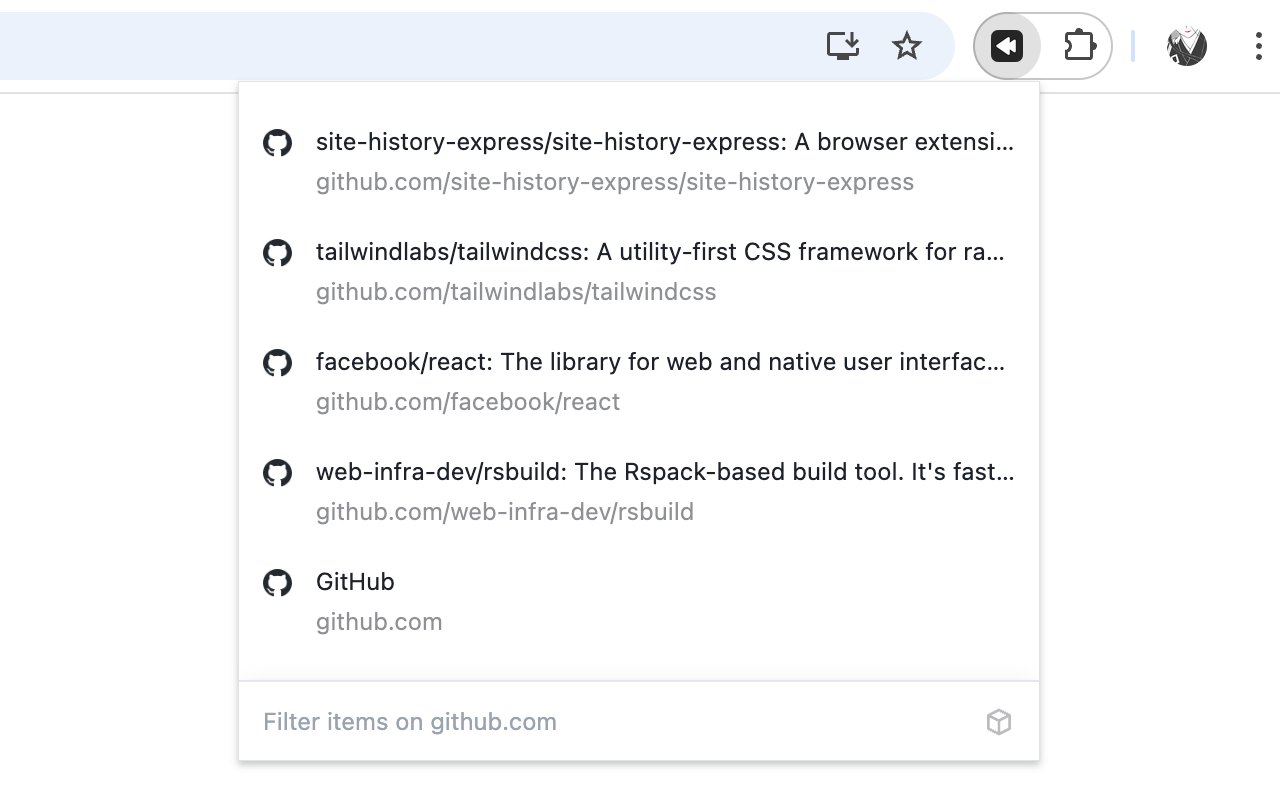 site-history-express/site-history-express: A browser extensi...
github.com/site-history-express/site-history-express
tailwindlabs/tailwindcss: A utility-first CSS framework for ra...
github.com/tailwindlabs/tailwindcss
facebook/react: The library for web and native user interfac...
github.com/facebook/react
web-infra-dev/rsbuild: The Rspack-based build tool. It's fast...
github.com/web-infra-dev/rsbuild
GitHub
github.com
Filter items on github.com